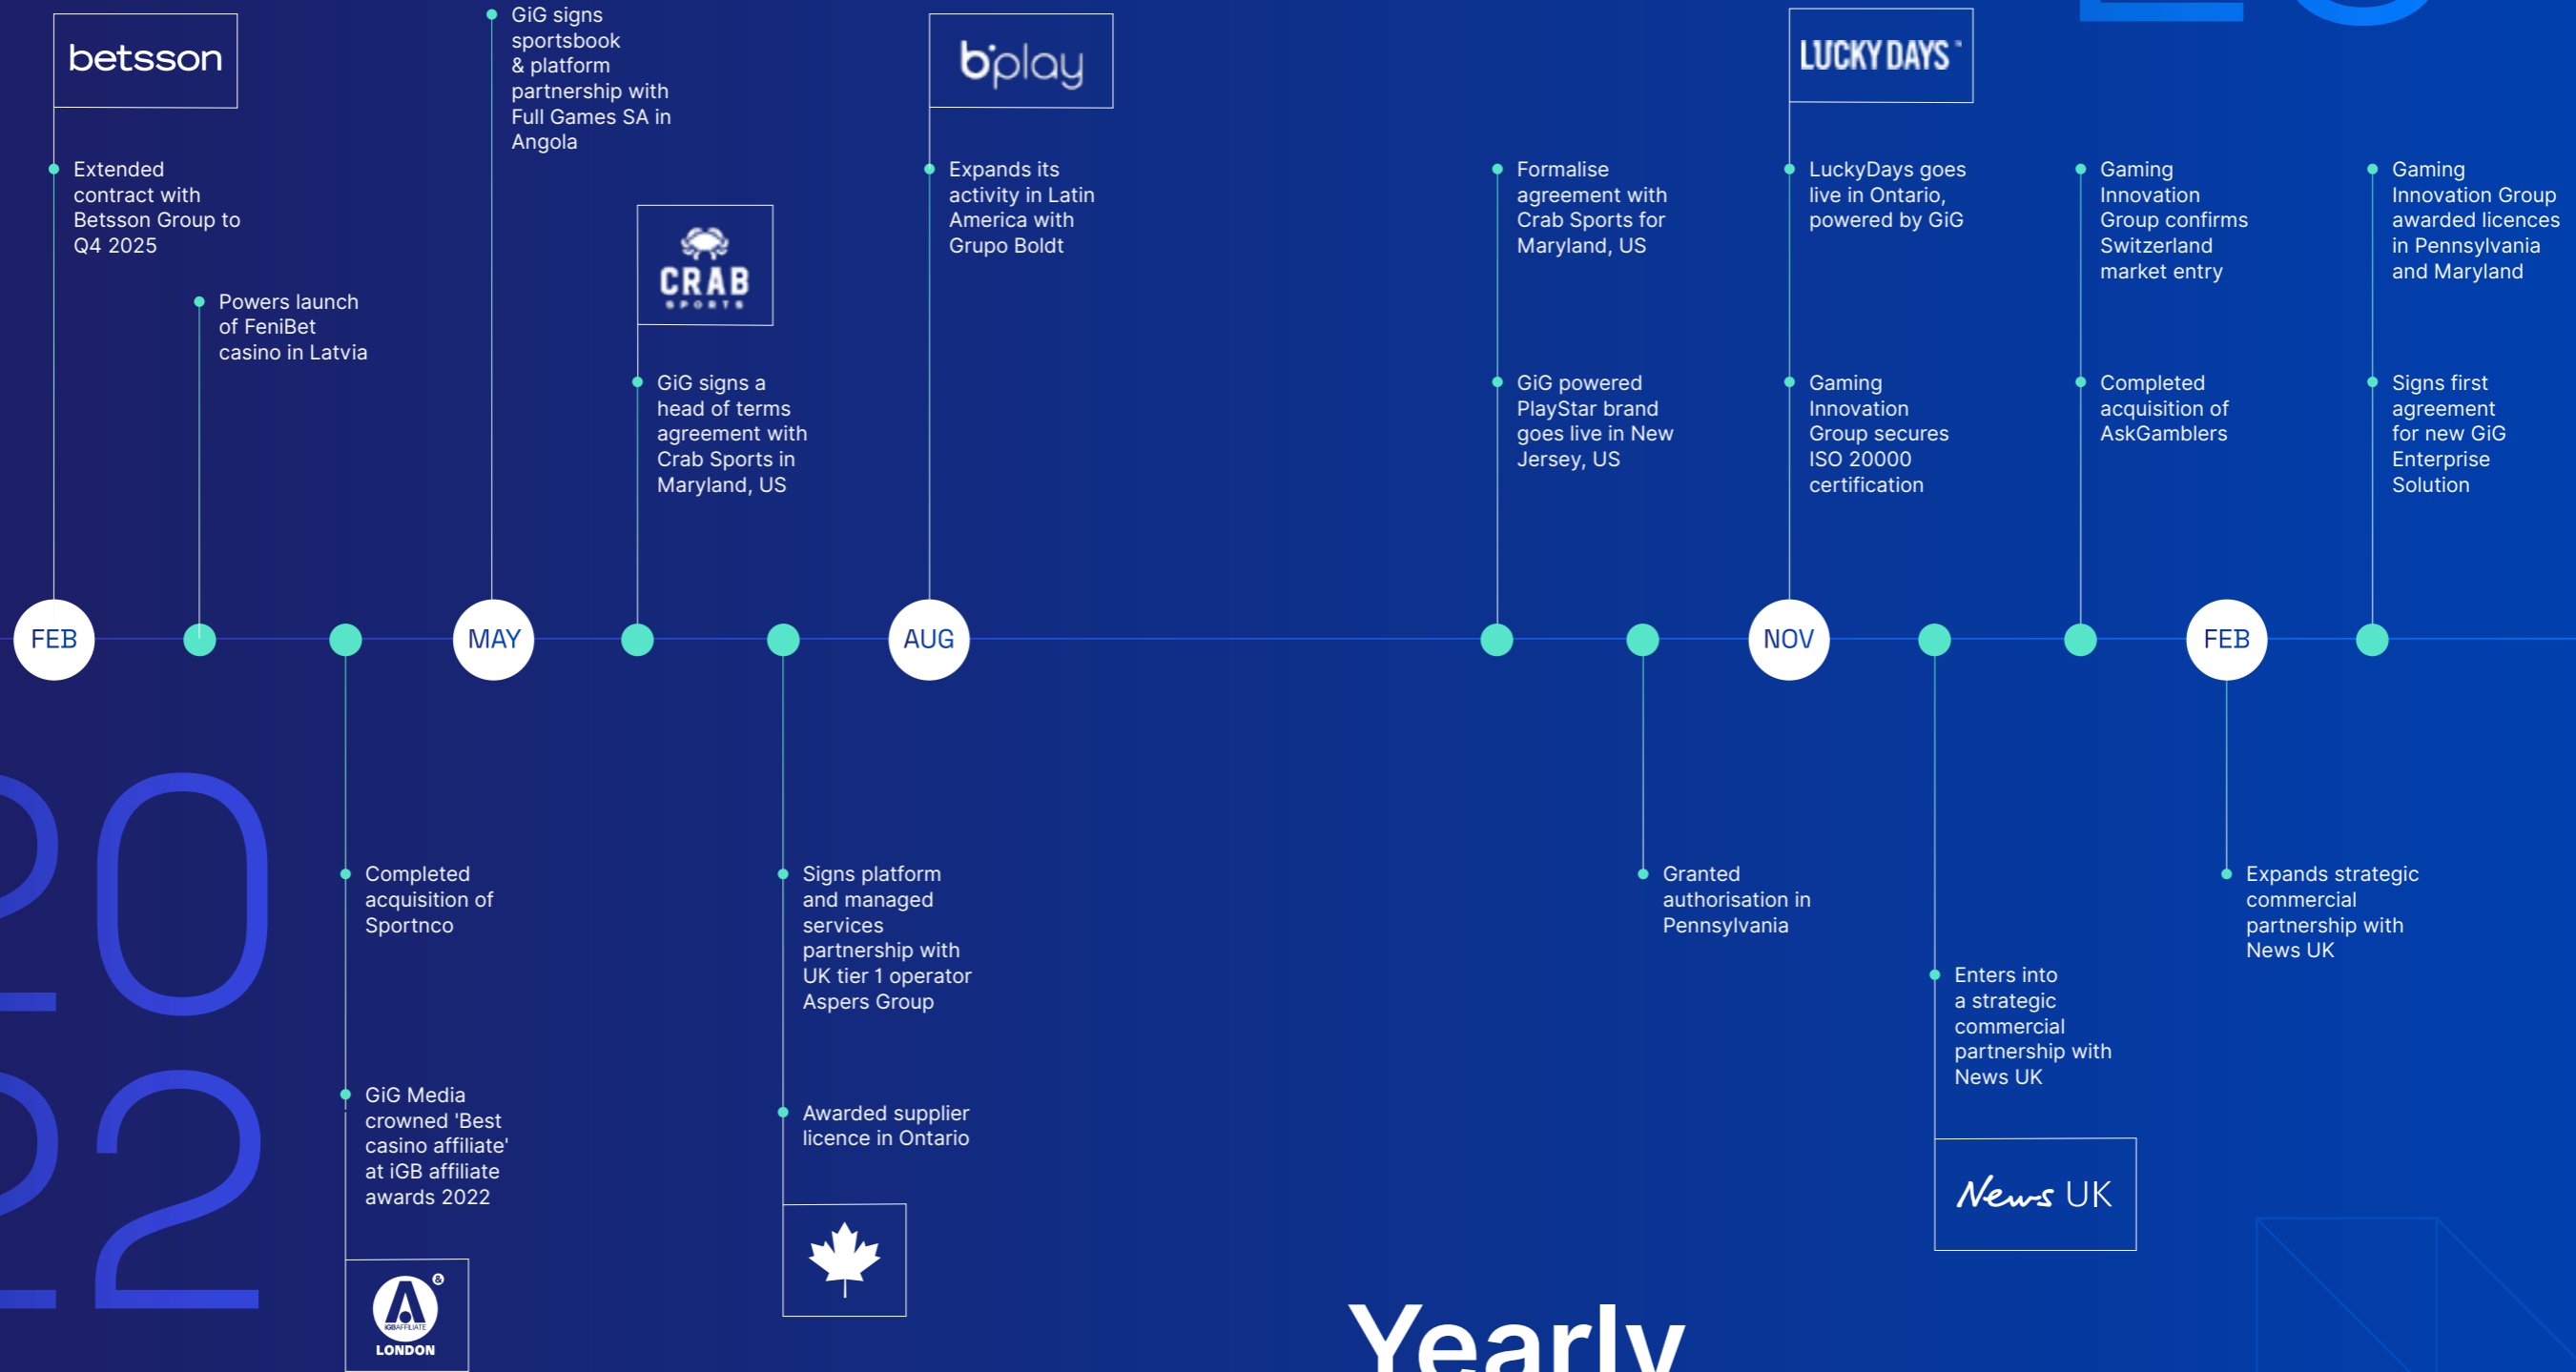 betsson
Extended
contract with
Betsson Group to
Q4 2025
Powers launch
of FeniBet
casino in Latvia
GiG signs
sportsbook
& platform
partnership with
Full Games SA in
Angola
CRAB
SPORTS
GiG signs a
head of terms
agreement with
Crab Sports in
Maryland, US
bplay
Expands its
activity in Latin
America with
Grupo Boldt
Formalise
agreement with
Crab Sports for
Maryland, US
GiG powered
PlayStar brand
goes live in New
Jersey, US
LUCKY DAYS™
LuckyDays goes
live in Ontario,
powered by GiG
Gaming
Innovation
Group secures
ISO 20000
certification
Gaming
Innovation
Group confirms
Switzerland
market entry
Completed
acquisition of
AskGamblers
Gaming
Innovation Group
awarded licences
in Pennsylvania
and Maryland
Signs first
agreement
for new GiG
Enterprise
Solution
FEB
MAY
AUG
NOV
FEB
20
22
Completed
acquisition of
Sportnco
GiG Media
crowned 'Best
casino affiliate'
at iGB affiliate
awards 2022
&
iGBAFFILIATE
LONDON
Signs platform
and managed
services
partnership with
UK tier 1 operator
Aspers Group
Awarded supplier
licence in Ontario
Granted
authorisation in
Pennsylvania
Enters into
a strategic
commercial
partnership with
News UK
News UK
Expands strategic
commercial
partnership with
News UK
Yearly